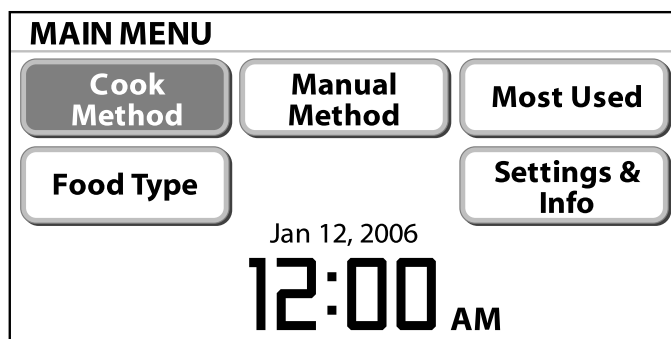 MAIN MENU
Cook
Method
Manual
Method
Most Used
Food Type
Settings &
Info
Jan 12, 2006
12:00 AM